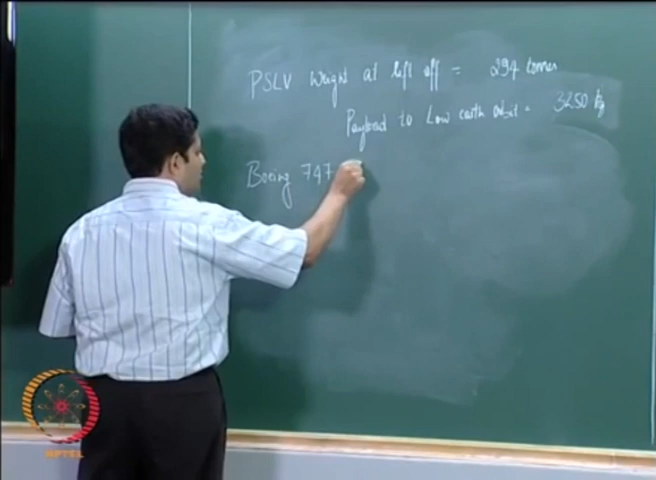 PSLV Weight at lift off = 294 tonnes
Payload to Low earth orbit = 3250 kg
Boeing 747
NPTEL